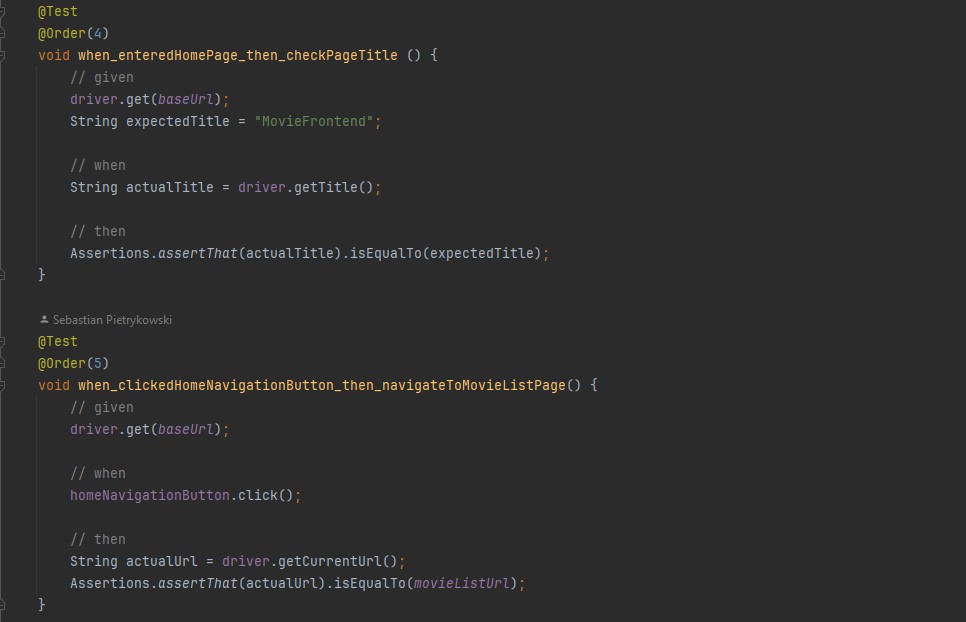 @Test
@Order(4)
void when_enteredHomePage_then_checkPageTitle () {
// given
driver.get(baseUrl);
String expectedTitle = "MovieFrontend";
// when
String actualTitle = driver.getTitle();
// then
Assertions.assertThat(actualTitle).isEqualTo(expectedTitle);
}
Sebastian Pietrykowski
@Test
@Order(5)
void when_clickedHomeNavigationButton_then_navigateToMovieListPage() {
// given
driver.get(baseUrl);
// when
homeNavigationButton.click();
// then
String actualUrl = driver.getCurrentUrl();
Assertions.assertThat(actualUrl).isEqualTo(movieListUrl);
}